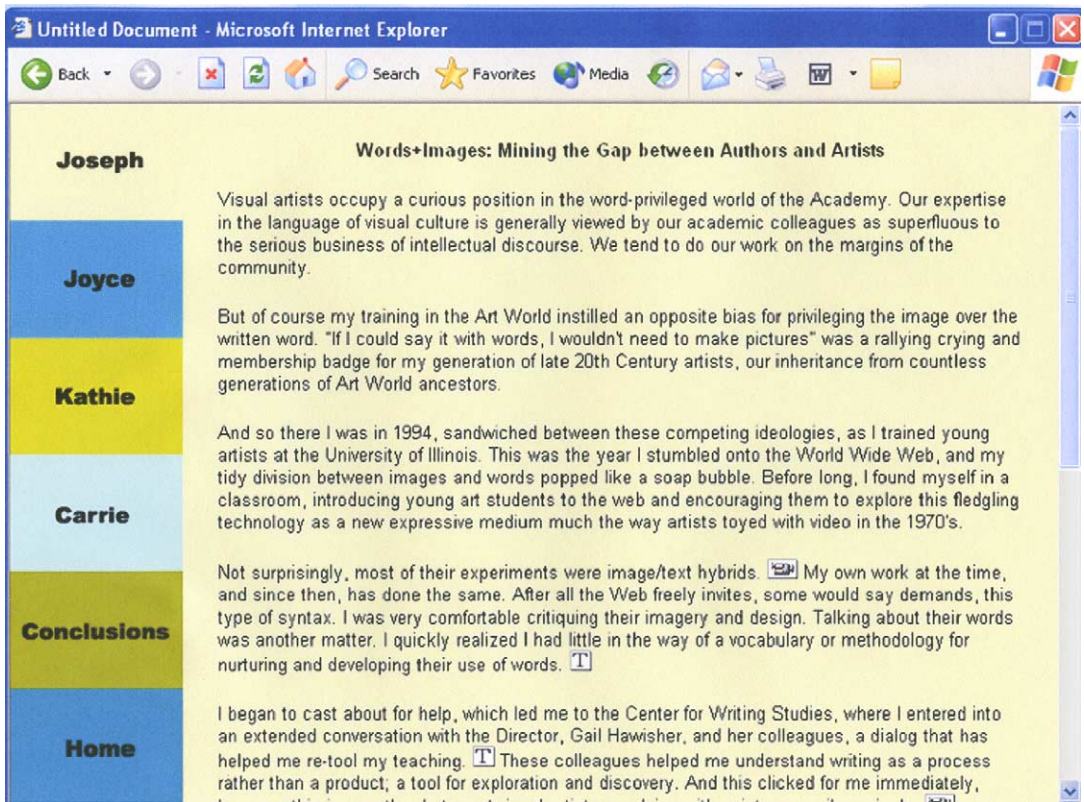 Untitled Document - Microsoft Internet Explorer
Back
Search
Favorites
Media
W
Joseph
Joyce
Kathie
Carrie
Conclusions
Home
Words+Images: Mining the Gap between Authors and Artists
Visual artists occupy a curious position in the word-privileged world of the Academy. Our expertise
in the language of visual culture is generally viewed by our academic colleagues as superfluous to
the serious business of intellectual discourse. We tend to do our work on the margins of the
community.
But of course my training in the Art World instilled an opposite bias for privileging the image over the
written word. "If I could say it with words, I wouldn't need to make pictures" was a rallying crying and
membership badge for my generation of late 20th Century artists, our inheritance from countless
generations of Art World ancestors.
And so there I was in 1994, sandwiched between these competing ideologies, as I trained young
artists at the University of Illinois. This was the year I stumbled onto the World Wide Web, and my
tidy division between images and words popped like a soap bubble. Before long, I found myself in a
classroom, introducing young art students to the web and encouraging them to explore this fledgling
technology as a new expressive medium much the way artists toyed with video in the 1970's.
Not surprisingly, most of their experiments were image/text hybrids. My own work at the time,
and since then, has done the same. After all the Web freely invites, some would say demands, this
type of syntax. I was very comfortable critiquing their imagery and design. Talking about their words
was another matter. I quickly realized I had little in the way of a vocabulary or methodology for
nurturing and developing their use of words. T
I began to cast about for help, which led me to the Center for Writing Studies, where I entered into
an extended conversation with the Director, Gail Hawisher, and her colleagues, a dialog that has
helped me re-tool my teaching. T These colleagues helped me understand writing as a process
rather than a product; a tool for exploration and discovery. And this clicked for me immediately,